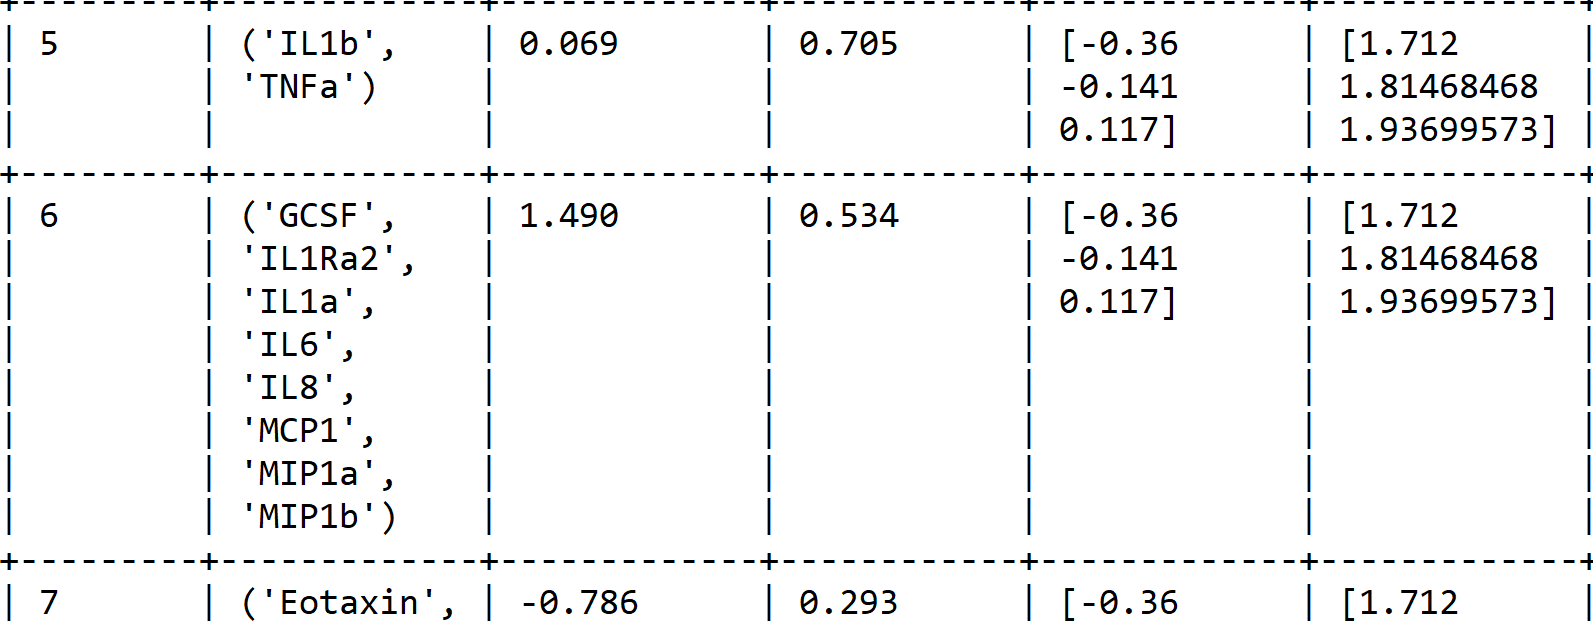 +----------+-------------+-------------+------------+-------------+-------------+
| 5 | ('IL1b', | 0.069 | 0.705 | [-0.36 | [1.712 |
| | 'TNFa') | | | -0.141 | 1.81468468 |
| | | | | 0.117] | 1.93699573] |
+----------+-------------+-------------+------------+-------------+-------------+
| 6 | ('GCSF', | 1.490 | 0.534 | [-0.36 | [1.712 |
| | 'IL1Ra2', | | | -0.141 | 1.81468468 |
| | 'IL1a', | | | 0.117] | 1.93699573] |
| | 'IL6', | | | | |
| | 'IL8', | | | | |
| | 'MCP1', | | | | |
| | 'MIP1a', | | | | |
| | 'MIP1b') | | | | |
+----------+-------------+-------------+------------+-------------+-------------+
| 7 | ('Eotaxin', | -0.786 | 0.293 | [-0.36 | [1.712 |